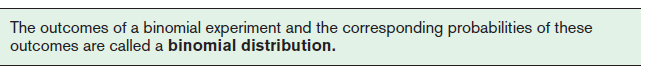 The outcomes of a binomial experiment and the corresponding probabilities of these
outcomes are called a binomial distribution.